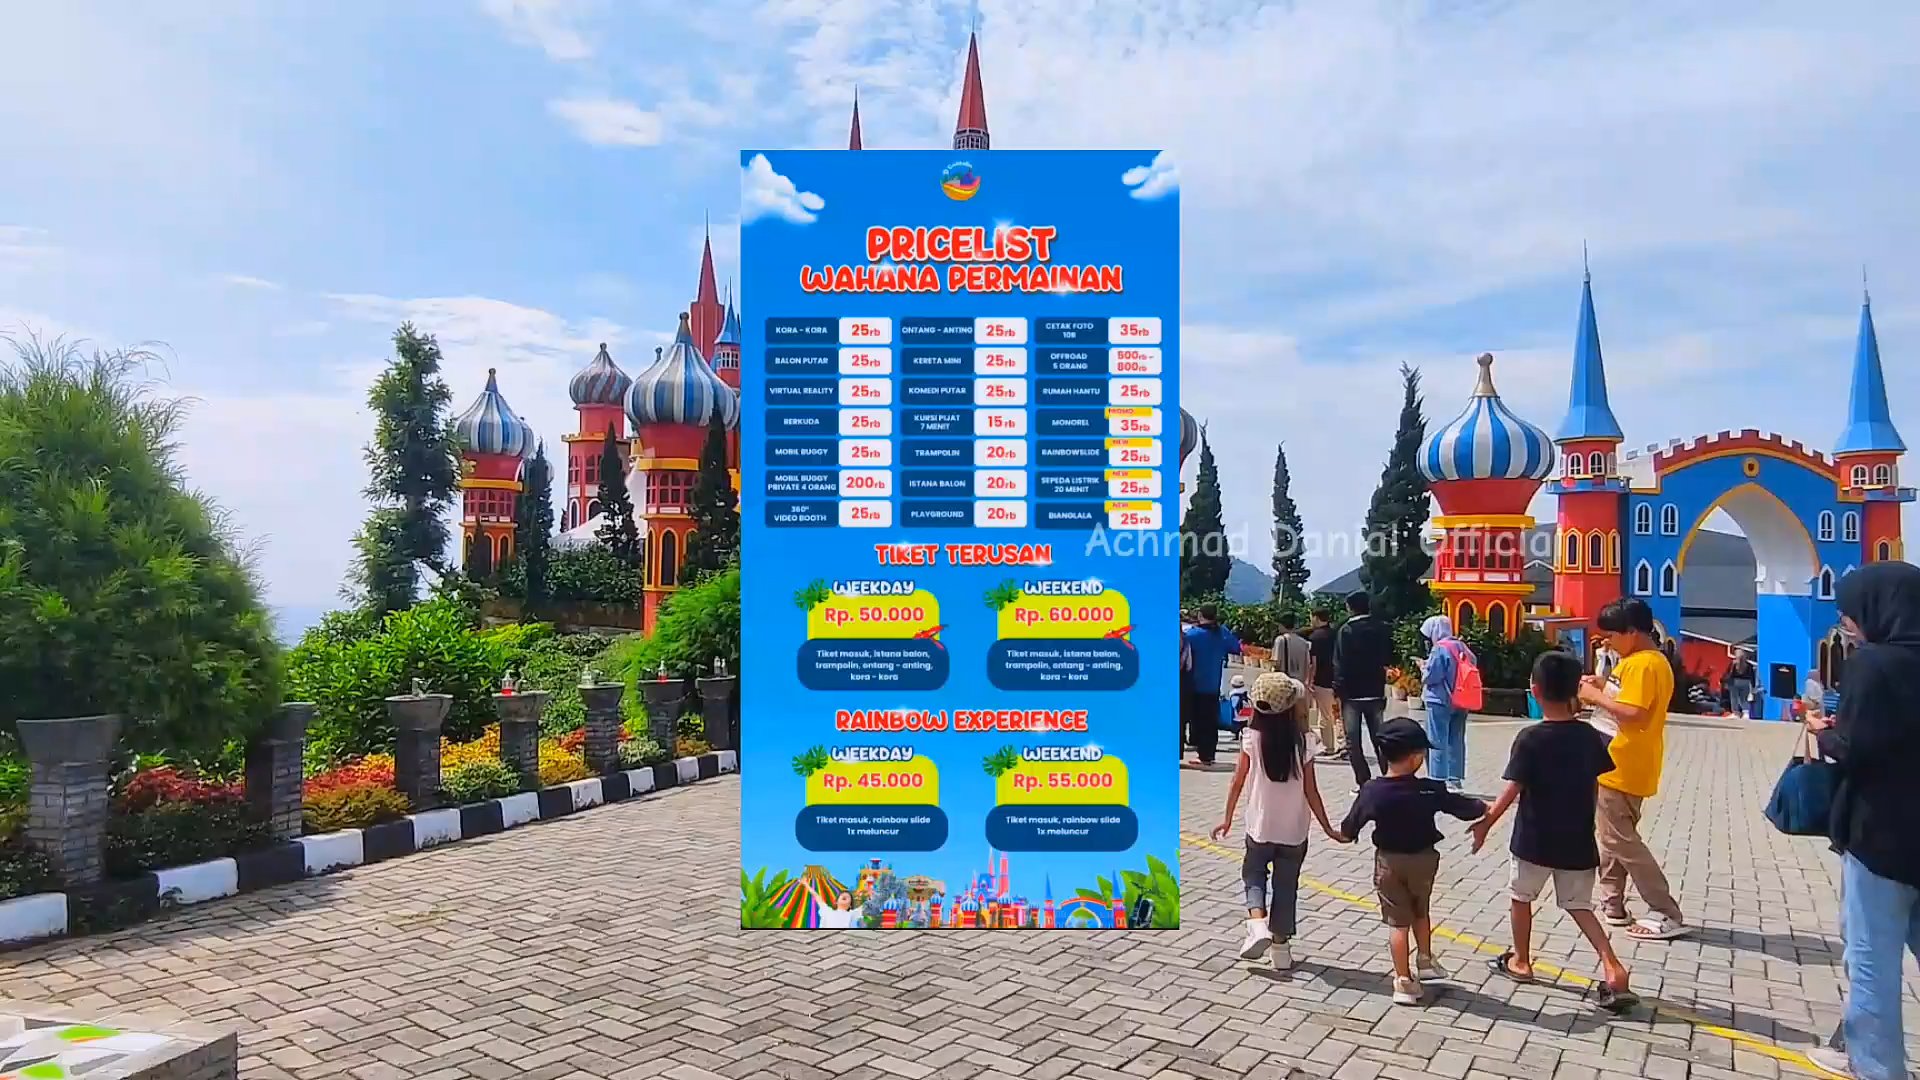 PRICELIST
WAHANA PERMAINAN
KORA - KORA 25rb
BALON PUTAR 25rb
VIRTUAL REALITY 25rb
BERKUDA 25rb
MOBIL BUGGY 25rb
MOBIL BUGGY
PRIVATE 4 ORANG 200rb
360°
VIDEO BOOTH 25rb
ONTANG - ANTING 25rb
KERETA MINI 25rb
KOMEDI PUTAR 25rb
KURSI PIJAT
7 MENIT 15rb
TRAMPOLIN 20rb
ISTANA BALON 20rb
PLAYGROUND 20rb
CETAK FOTO
10R 35rb
OFFROAD
5 ORANG 500rb -
800rb
RUMAH HANTU 25rb
PROMO
MONOREL 35rb
NEW
RAINBOWSLIDE 25rb
NEW
SEPEDA LISTRIK
20 MENIT 25rb
NEW
BIANGLALA 25rb
Achmad Danial Official
TIKET TERUSAN
WEEKDAY
Rp. 50.000
Tiket masuk, istana balon,
trampolin, ontang - anting,
kora - kora
WEEKEND
Rp. 60.000
Tiket masuk, istana balon,
trampolin, ontang - anting,
kora - kora
RAINBOW EXPERIENCE
WEEKDAY
Rp. 45.000
Tiket masuk, rainbow slide
1x meluncur
WEEKEND
Rp. 55.000
Tiket masuk, rainbow slide
1x meluncur